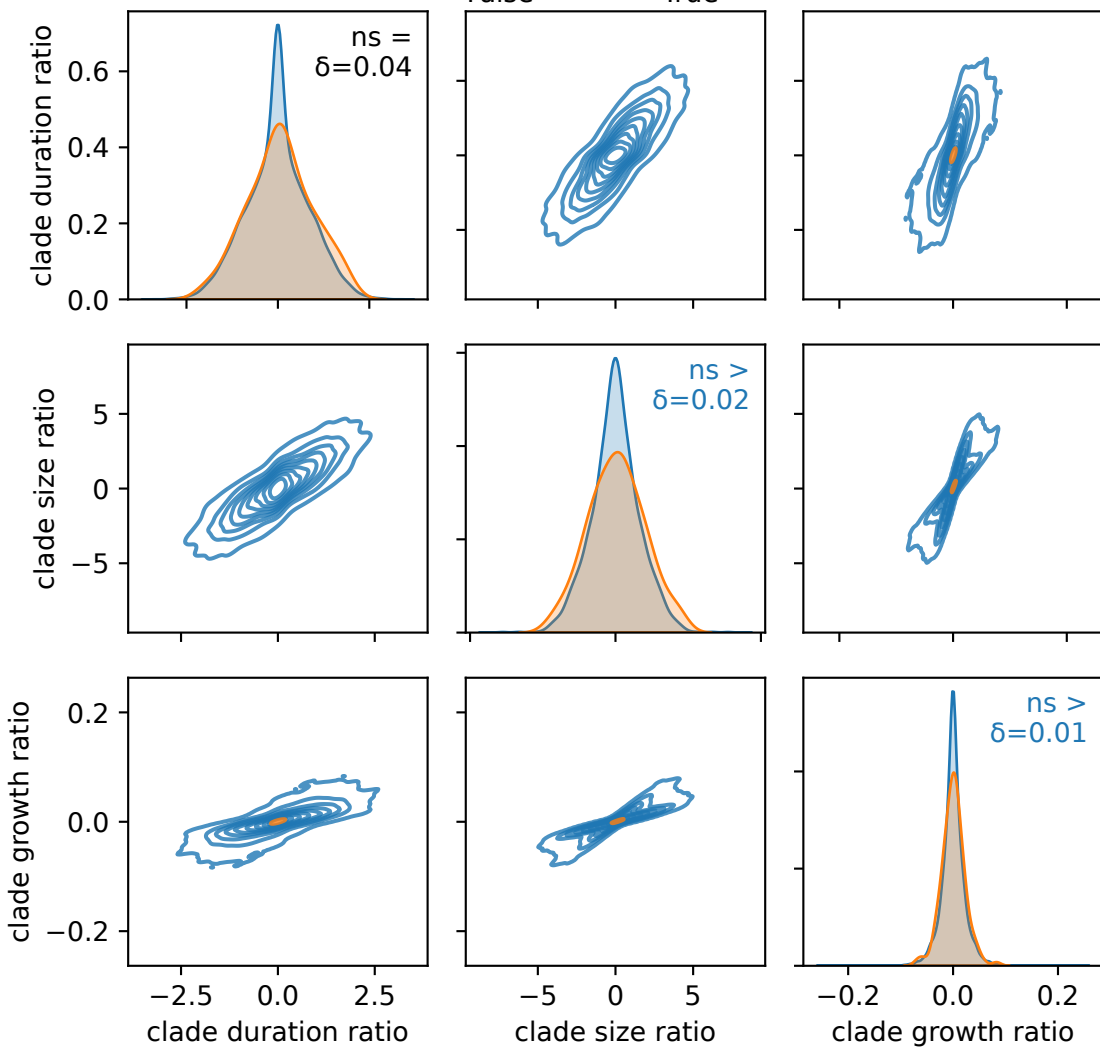 clade duration ratio
0.6
0.4
0.2
0.0
ns =
δ=0.04
clade size ratio
5
0
−5
ns >
δ=0.02
clade growth ratio
0.2
0.0
−0.2
ns >
δ=0.01
−2.5 0.0 2.5
−5 0 5
−0.2 0.0 0.2
clade duration ratio
clade size ratio
clade growth ratio